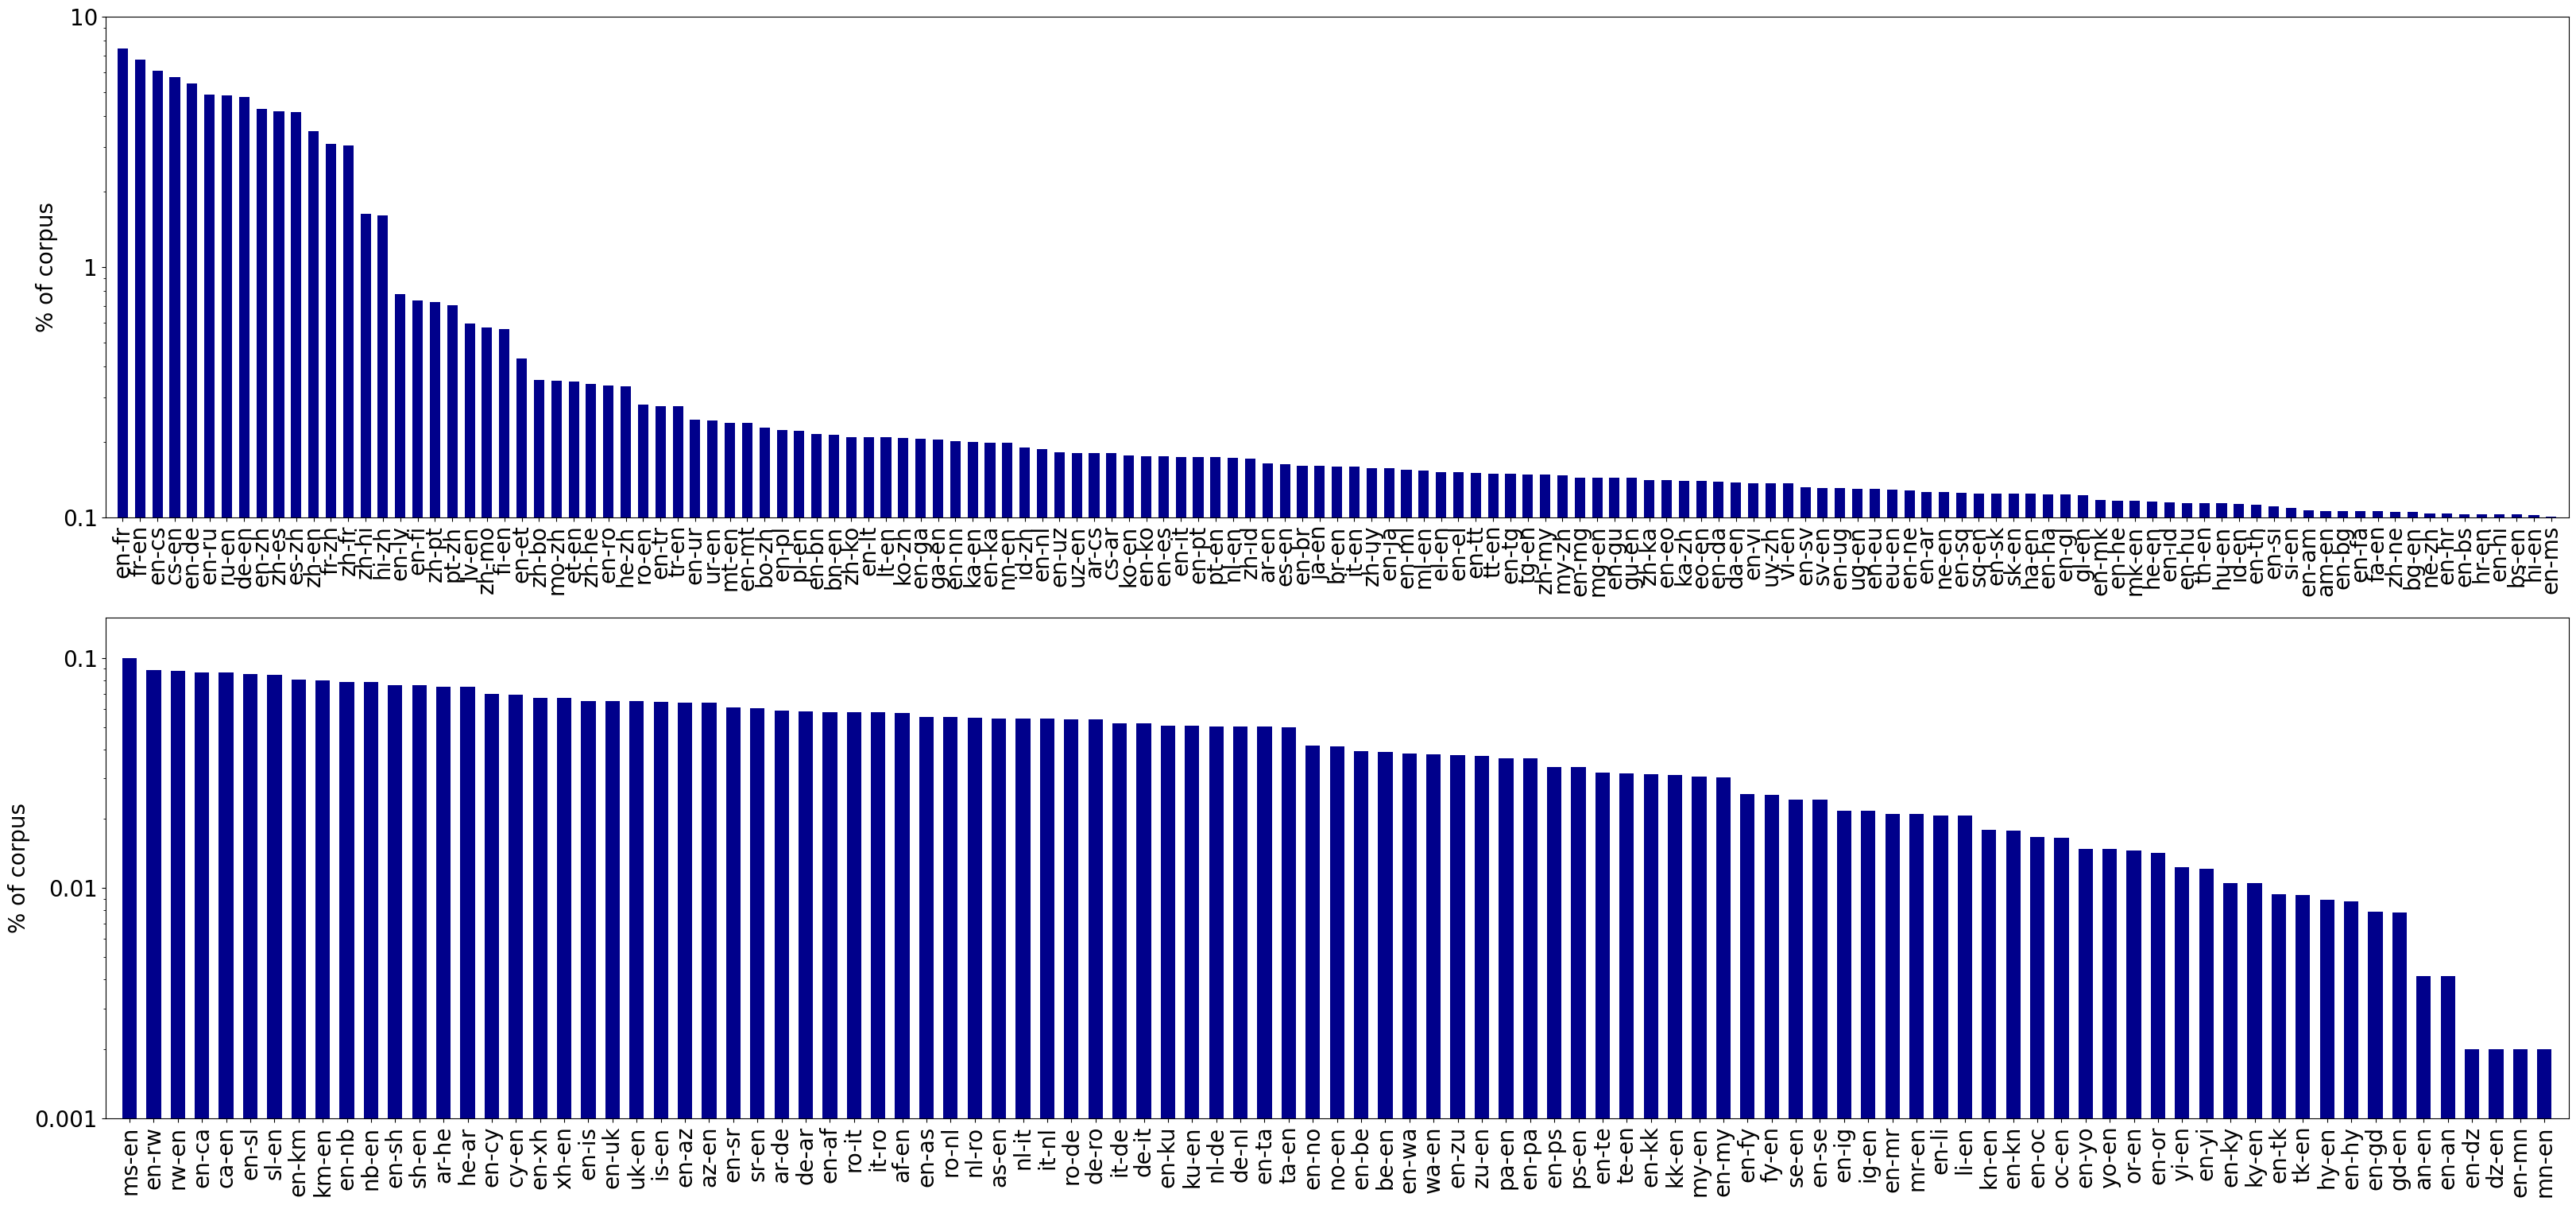 10
1
0.1
% of corpus
en-fr fr-en en-cs cs-en en-de en-ru ru-en de-en en-zh zh-es es-zh zh-en fr-zh zh-fr zh-hi hi-zh en-lv en-fi zh-pt pt-zh lv-en zh-mo fi-en en-et zh-bo mo-zh et-en zh-he en-ro he-zh ro-en en-tr tr-en en-ur ur-en mt-en en-mt bo-zh en-pl pl-en en-bn bn-en zh-ko en-lt lt-en ko-zh en-ga ga-en en-nn ka-en en-ka nn-en id-zh en-nl en-uz uz-en ar-cs cs-ar ko-en en-ko en-es en-it en-pt pt-en nl-en zh-id ar-en es-en en-br ja-en br-en it-en zh-uy en-ja en-ml ml-en el-en en-el en-tt tt-en en-tg tg-en zh-my my-zh en-mg mg-en en-gu gu-en zh-ka en-eo ka-zh eo-en en-da da-en en-vi uy-zh vi-en en-sv sv-en en-ug ug-en en-eu eu-en en-ne en-ar ne-en en-sq sq-en en-sk sk-en ha-en en-ha en-gl gl-en en-mk en-he mk-en he-en en-id en-hu th-en hu-en id-en en-th en-si si-en en-am am-en en-bg en-fa fa-en zh-ne bg-en ne-zh en-hr en-bs hr-en en-hi bs-en hi-en en-ms
0.1
0.01
0.001
% of corpus
ms-en en-rw rw-en en-ca ca-en en-sl sl-en en-km km-en en-nb nb-en en-sh sh-en ar-he he-ar en-cy cy-en en-xh xh-en en-is en-uk uk-en is-en en-az az-en en-sr sr-en ar-de de-ar en-af ro-it it-ro af-en en-as ro-nl nl-ro as-en nl-it it-nl ro-de de-ro it-de de-it en-ku ku-en nl-de de-nl en-ta ta-en en-no no-en en-be be-en en-wa wa-en en-zu zu-en pa-en en-pa en-ps ps-en en-te te-en en-kk kk-en my-en en-my en-fy fy-en se-en en-se en-ig ig-en en-mr mr-en en-li li-en kn-en en-kn en-oc oc-en en-yo yo-en or-en en-or yi-en en-yi en-ky ky-en en-tk tk-en hy-en en-hy en-gd gd-en an-en en-an en-dz dz-en en-mn mn-en